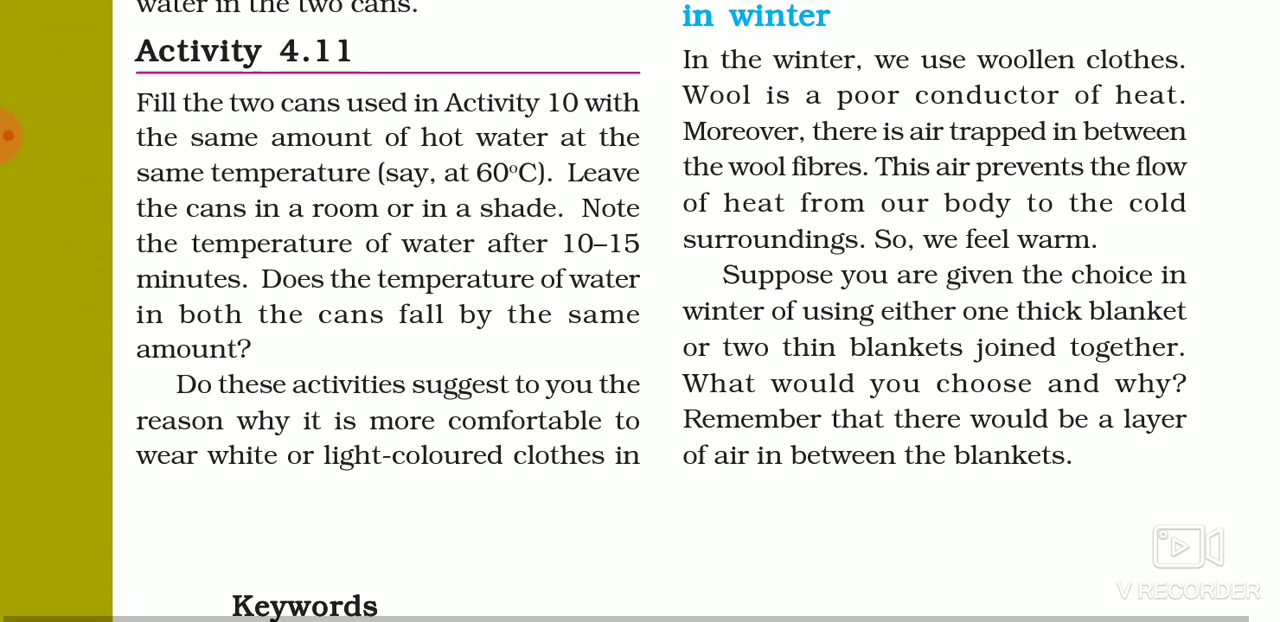 water in the two cans.
Activity 4.11
Fill the two cans used in Activity 10 with
the same amount of hot water at the
same temperature (say, at 60°C). Leave
the cans in a room or in a shade. Note
the temperature of water after 10–15
minutes. Does the temperature of water
in both the cans fall by the same
amount?
Do these activities suggest to you the
reason why it is more comfortable to
wear white or light-coloured clothes in
Keywords
in winter
In the winter, we use woollen clothes.
Wool is a poor conductor of heat.
Moreover, there is air trapped in between
the wool fibres. This air prevents the flow
of heat from our body to the cold
surroundings. So, we feel warm.
Suppose you are given the choice in
winter of using either one thick blanket
or two thin blankets joined together.
What would you choose and why?
Remember that there would be a layer
of air in between the blankets.
V RECORDER